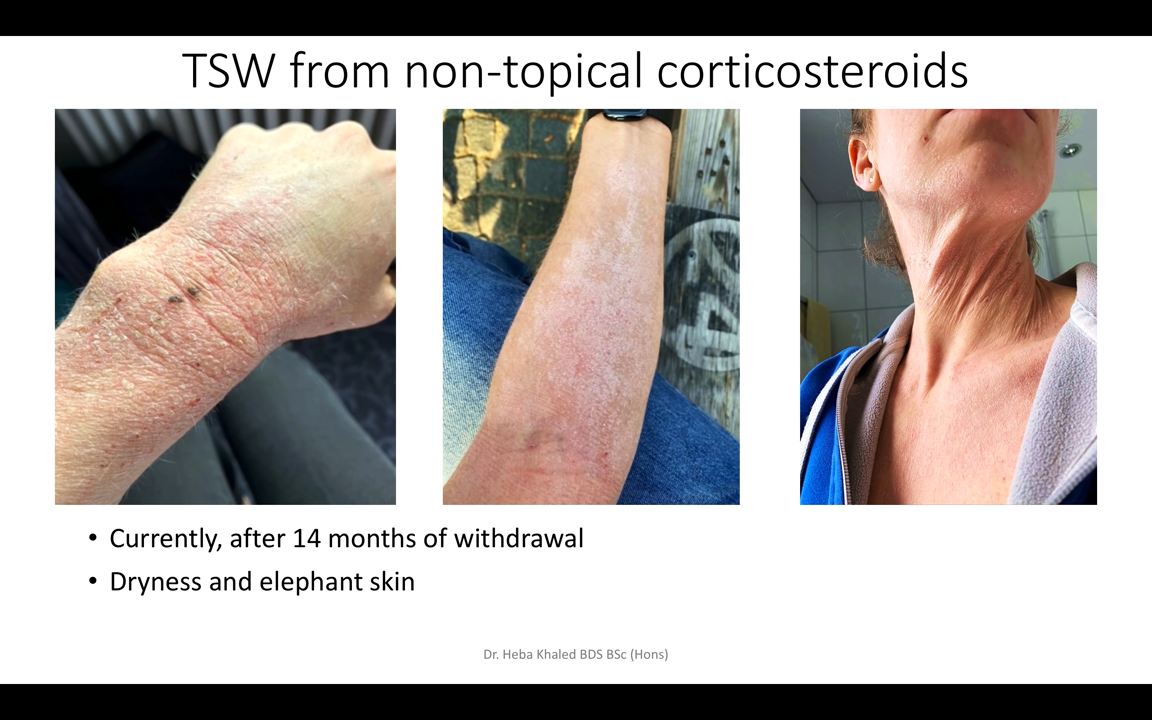 TSW from non-topical corticosteroids
• Currently, after 14 months of withdrawal
• Dryness and elephant skin
Dr. Heba Khaled BDS BSc (Hons)